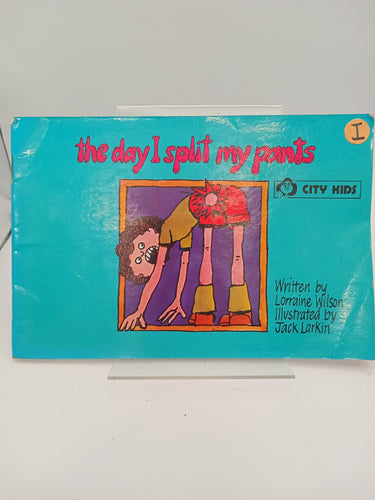 I
the day I split my pants
CITY KIDS
Written by
Lorraine Wilson
Illustrated by
Jack Larkin